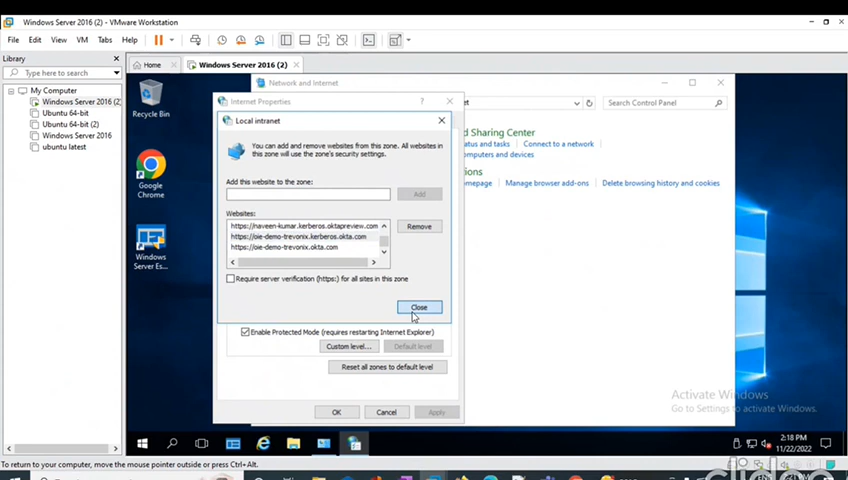 Windows Server 2016 (2) - VMware Workstation
File Edit View VM Tabs Help
Library
Type here to search
My Computer
Windows Server 2016 (2)
Ubuntu 64-bit
Ubuntu 64-bit (2)
Windows Server 2016
ubuntu latest
Home
Windows Server 2016 (2)
Recycle Bin
Google
Chrome
Windows
Server Es...
Network and Internet
Search Control Panel
d Sharing Center
tatus and tasks Connect to a network
omputers and devices
tions
omepage Manage browser add-ons Delete browsing history and cookies
Internet Properties
Local intranet
You can add and remove websites from this zone. All websites in
this zone will use the zone's security settings.
Add this website to the zone:
Add
Websites:
https://naveen-kumar.kerberos.oktapreview.com
https://oie-demo-trevonix.kerberos.okta.com
https://oie-demo-trevonix.okta.com
Remove
Require server verification (https:) for all sites in this zone
Close
Enable Protected Mode (requires restarting Internet Explorer)
Custom level... Default level
Reset all zones to default level
OK Cancel Apply
Activate Windows
Go to Settings to activate Windows.
2:18 PM
11/22/2022
To return to your computer, move the mouse pointer outside or press Ctrl+Alt.